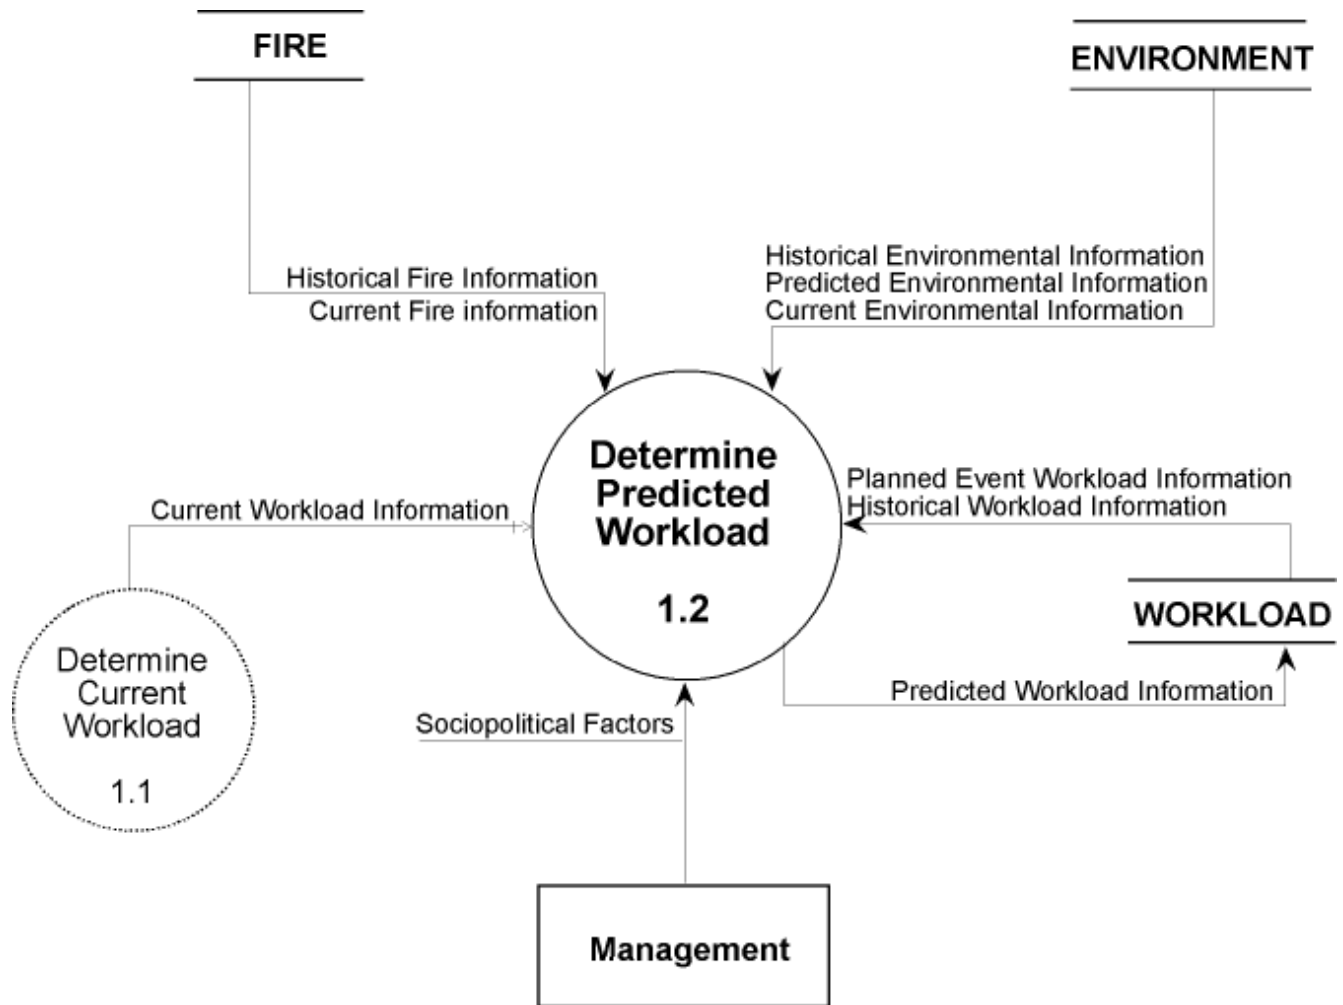 FIRE
ENVIRONMENT
Historical Fire Information
Current Fire information
Historical Environmental Information
Predicted Environmental Information
Current Environmental Information
Determine
Predicted
Workload
1.2
Planned Event Workload Information
Historical Workload Information
Current Workload Information
WORKLOAD
Determine
Current
Workload
1.1
Predicted Workload Information
Sociopolitical Factors
Management